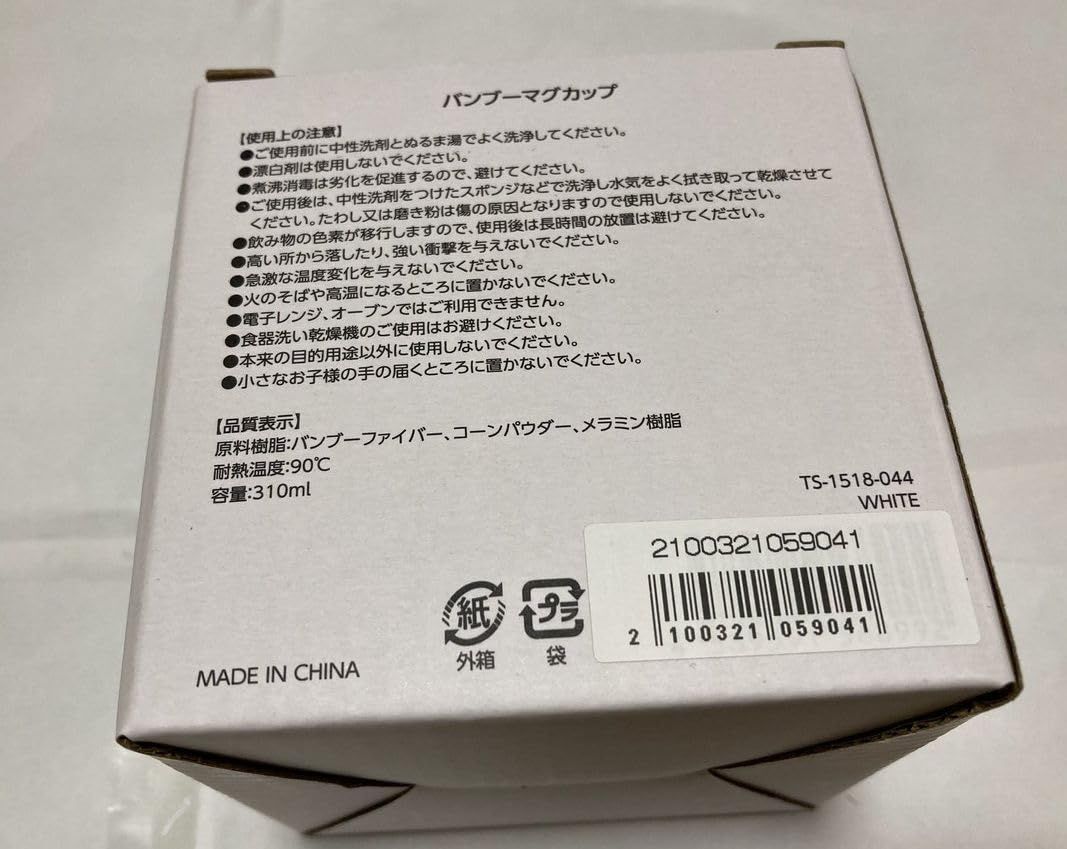 バンブーマグカップ
【使用上の注意】
●ご使用前に中性洗剤とぬるま湯でよく洗浄してください。
●漂白剤は使用しないでください。
●煮沸消毒は劣化を促進するので、避けてください。
●ご使用後は、中性洗剤をつけたスポンジなどで洗浄し水気をよく拭き取って乾燥させて
ください。たわし又は磨き粉は傷の原因となりますので使用しないでください。
●飲み物の色素が移行しますので、使用後は長時間の放置は避けてください。
●高い所から落したり、強い衝撃を与えないでください。
●急激な温度変化を与えないでください。
●火のそばや高温になるところに置かないでください。
●電子レンジ、オーブンではご利用できません。
●食器洗い乾燥機のご使用はお避けください。
●本来の目的用途以外に使用しないでください。
●小さなお子様の手の届くところに置かないでください。
【品質表示】
原料樹脂:バンブーファイバー、コーンパウダー、メラミン樹脂
耐熱温度:90℃
容量:310ml
TS-1518-044
WHITE
2100321059041
2 100321 059041
紙
外箱
プラ
袋
MADE IN CHINA